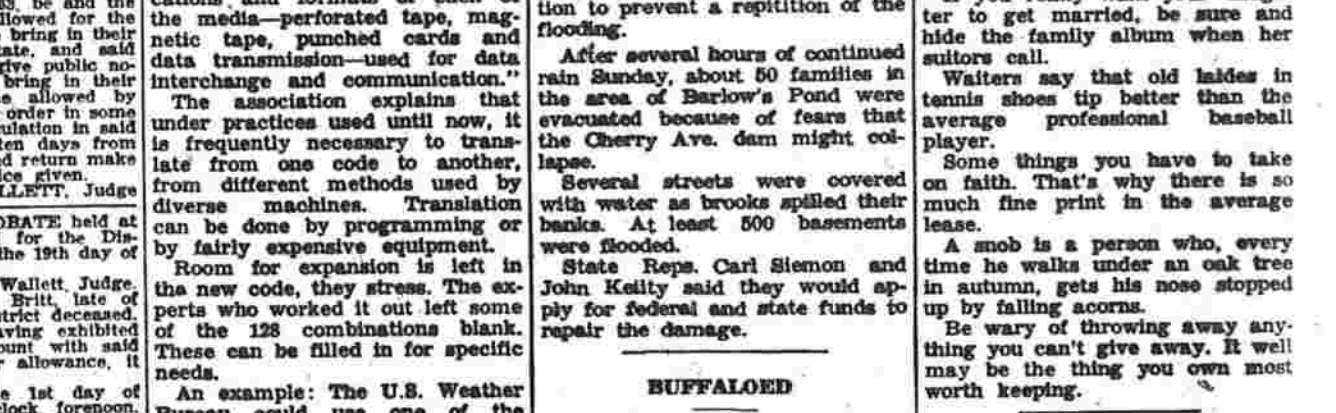 be and the
llowed for the
bring in their
ate, and said
give public no-
bring in their
allowed by
order in some
ulation in said
ten days from
d return make
ice given.
LLETT, Judge
OBATE held at
for the Dis-
the 19th day of
Wallett, Judge.
Britt, late of
trict deceased.
aving exhibited
ount with said
allowance, it
1st day of
clock, forenoon,
the media—perforated tape, mag-
netic tape, punched cards and
data transmission—used for data
interchange and communication."
The association explains that
under practices used until now, it
is frequently necessary to trans-
late from one code to another,
from different methods used by
diverse machines. Translation
can be done by programming or
by fairly expensive equipment.
Room for expansion is left in
the new code, they stress. The ex-
perts who worked it out left some
of the 128 combinations blank.
These can be filled in for specific
needs.
An example: The U.S. Weather
Bureau could use one of the
tion to prevent a repitition of the
flooding.
After several hours of continued
rain Sunday, about 50 families in
the area of Barlow's Pond were
evacuated because of fears that
the Cherry Ave. dam might col-
lapse.
Several streets were covered
with water as brooks spilled their
banks. At least 500 basements
were flooded.
State Reps. Carl Siemon and
John Keilty said they would ap-
ply for federal and state funds to
repair the damage.
BUFFALOED
ter to get married, be sure and
hide the family album when her
suitors call.
Waiters say that old laides in
tennis shoes tip better than the
average professional baseball
player.
Some things you have to take
on faith. That's why there is so
much fine print in the average
lease.
A snob is a person who, every
time he walks under an oak tree
in autumn, gets his nose stopped
up by falling acorns.
Be wary of throwing away any-
thing you can't give away. It well
may be the thing you own most
worth keeping.